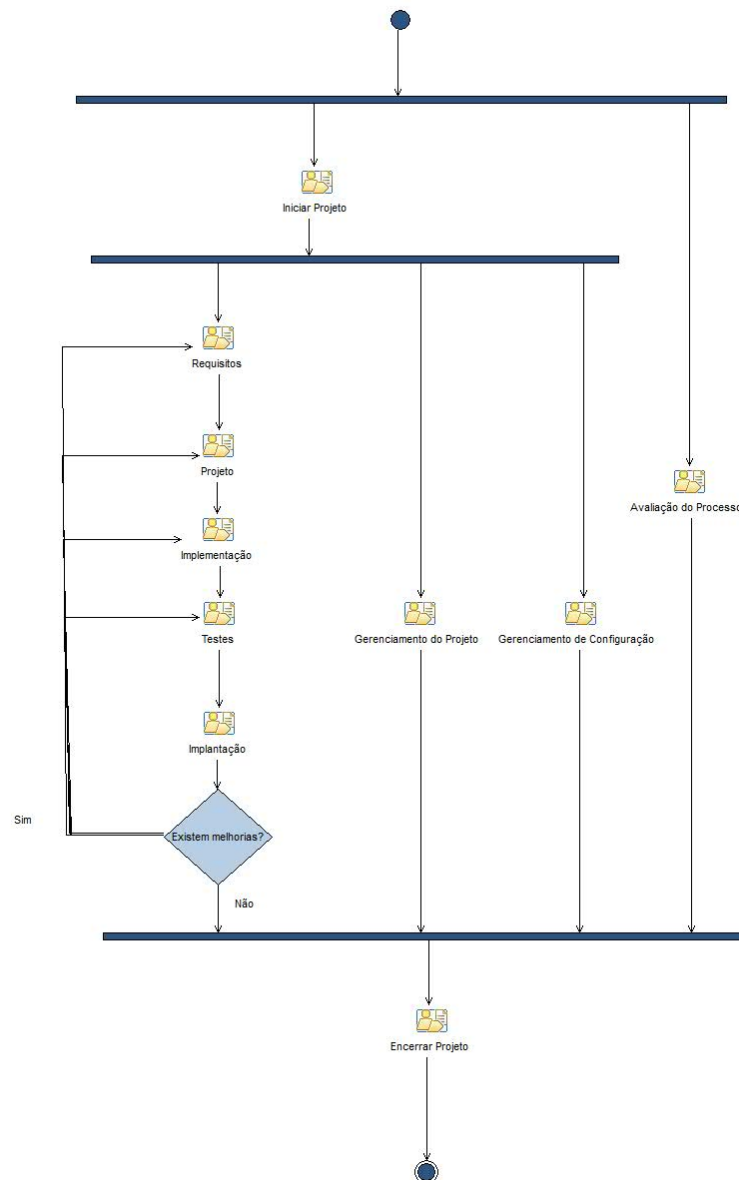 Iniciar Projeto
Requisitos
Projeto
Avaliação do Processo
Implementação
Testes
Gerenciamento do Projeto
Gerenciamento de Configuração
Implantação
Sim
Existem melhorias?
Não
Encerrar Projeto